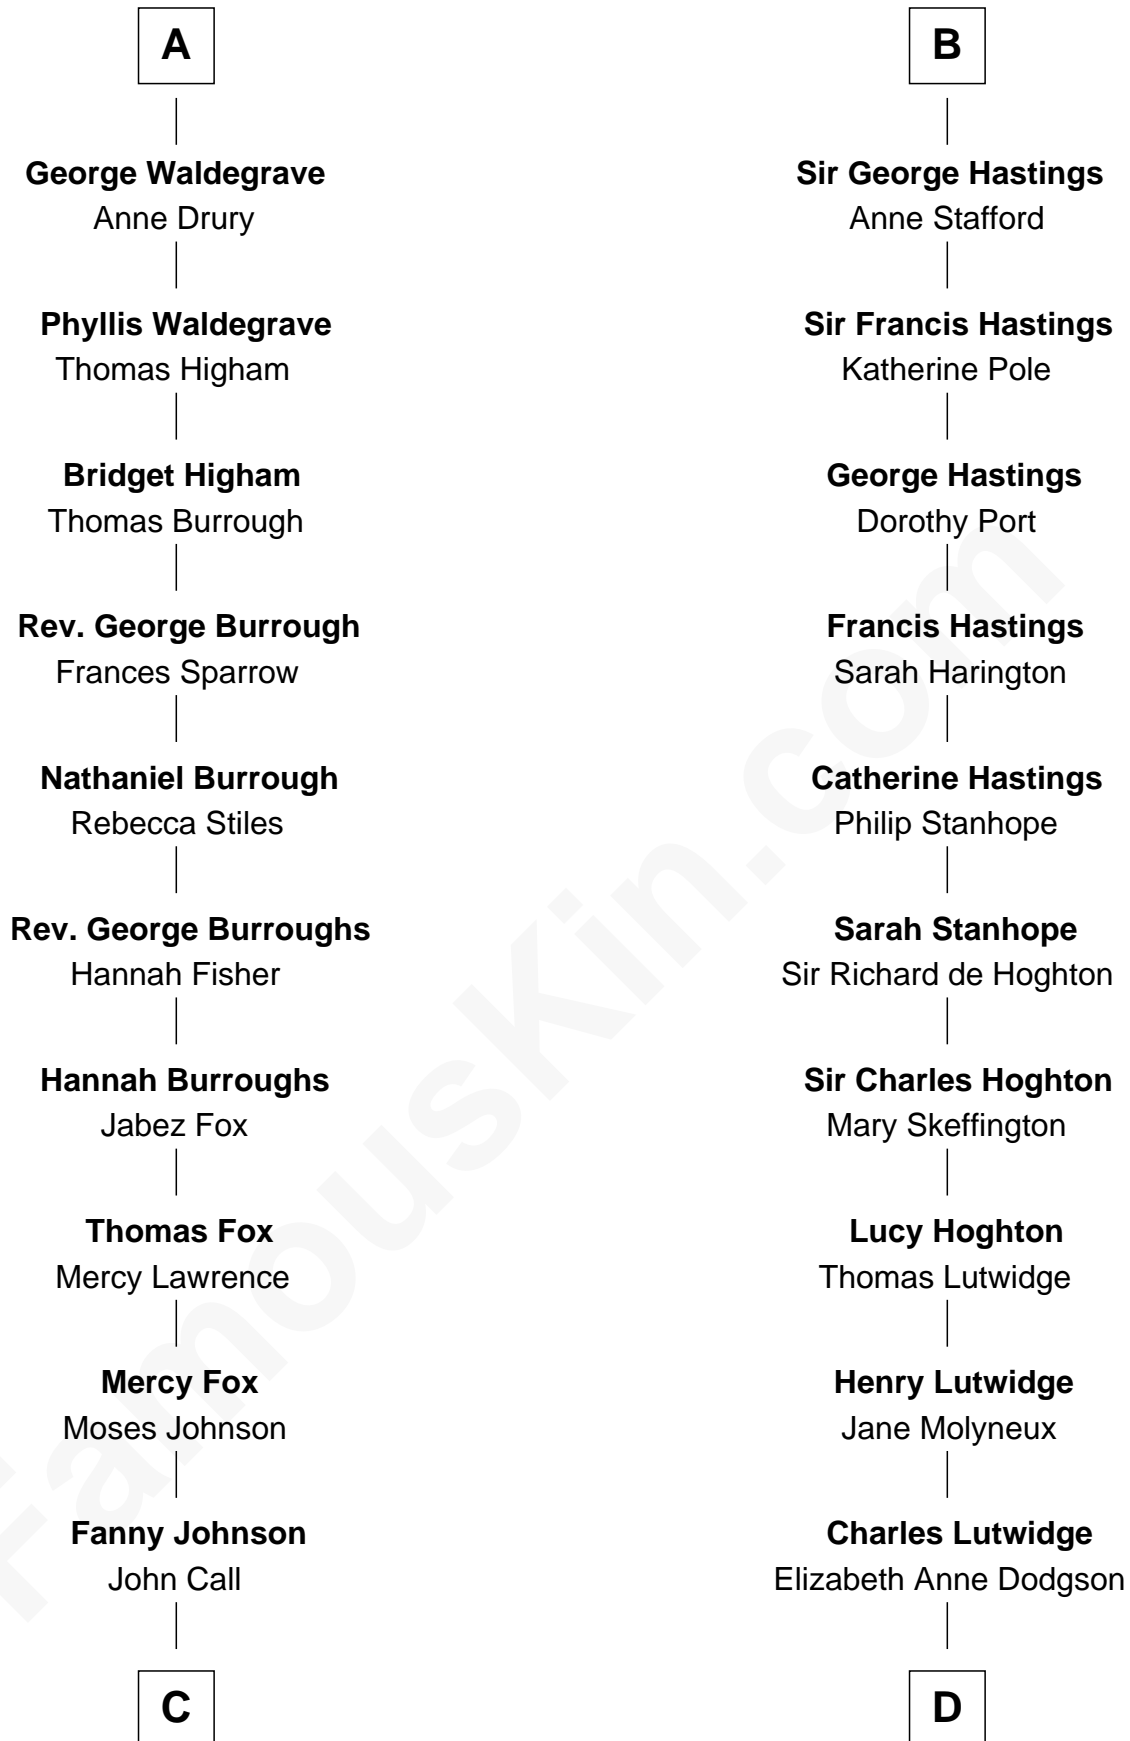 A
George Waldegrave
Anne Drury
Phyllis Waldegrave
Thomas Higham
Bridget Higham
Thomas Burrough
Rev. George Burrough
Frances Sparrow
Nathaniel Burrough
Rebecca Stiles
Rev. George Burroughs
Hannah Fisher
Hannah Burroughs
Jabez Fox
Thomas Fox
Mercy Lawrence
Mercy Fox
Moses Johnson
Fanny Johnson
John Call
C
B
Sir George Hastings
Anne Stafford
Sir Francis Hastings
Katherine Pole
George Hastings
Dorothy Port
Francis Hastings
Sarah Harington
Catherine Hastings
Philip Stanhope
Sarah Stanhope
Sir Richard de Hoghton
Sir Charles Hoghton
Mary Skeffington
Lucy Hoghton
Thomas Lutwidge
Henry Lutwidge
Jane Molyneux
Charles Lutwidge
Elizabeth Anne Dodgson
D
FamousKin.com